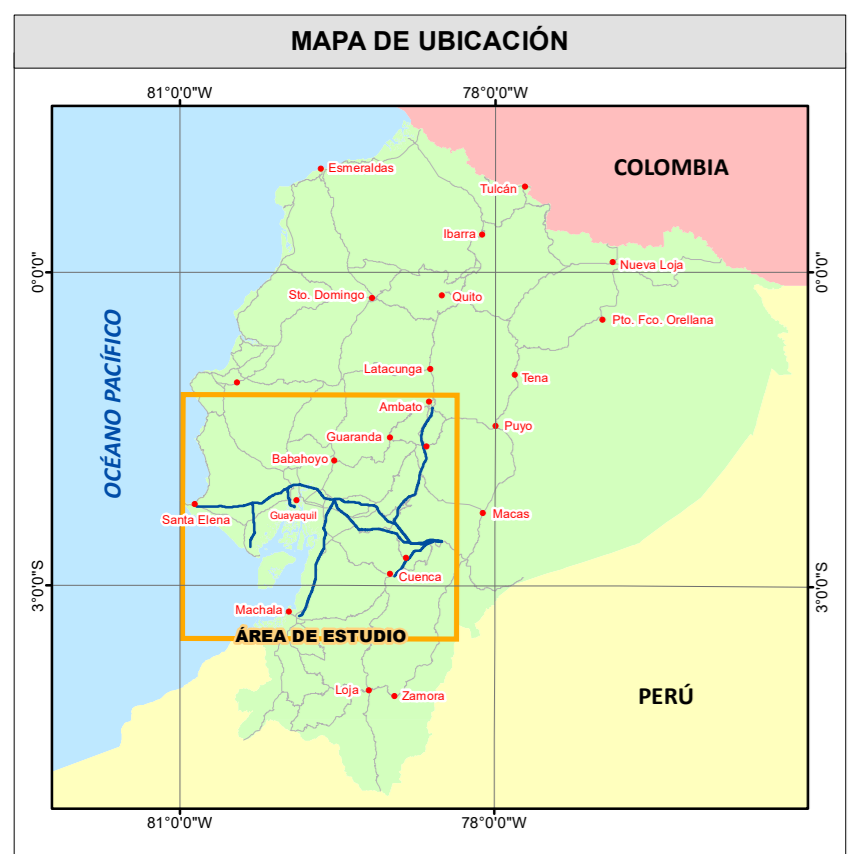 MAPA DE UBICACIÓN
81°0'0"W
78°0'0"W
Esmeraldas
COLOMBIA
Tulcán
Ibarra
Nueva Loja
0°0'0"
0°0'0"
Sto. Domingo
Quito
Pto. Fco. Orellana
OCÉANO PACÍFICO
Latacunga
Tena
Ambato
Puyo
Guaranda
Babahoyo
Santa Elena
Guayaquil
Macas
Cuenca
3°0'0"S
3°0'0"S
Machala
ÁREA DE ESTUDIO
Loja
Zamora
PERÚ
81°0'0"W
78°0'0"W